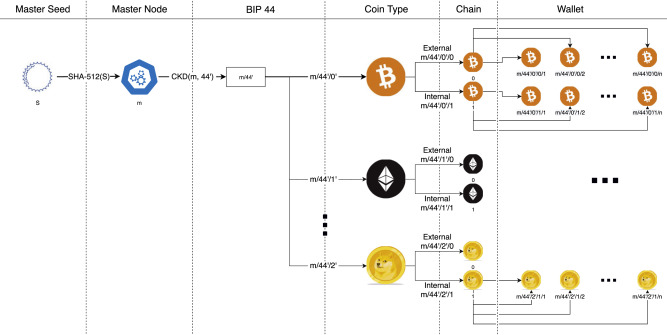 Master Seed
Master Node
BIP 44
Coin Type
Chain
Wallet
S
SHA-512(S)
m
CKD(m, 44')
m/44'
m/44'/0'
External
m/44'/0'/0
0
m/44'/0'/0/1
m/44'/0'/0/2
m/44'/0'/0/n
Internal
m/44'/0'/1
1
m/44'/0'/1/1
m/44'/0'/1/2
m/44'/0'/1/n
m/44'/1'
External
m/44'/1'/0
0
Internal
m/44'/1'/1
1
m/44'/2'
External
m/44'/2'/0
0
Internal
m/44'/2'/1
1
m/44'/2'/1/1
m/44'/2'/1/2
m/44'/2'/1/n